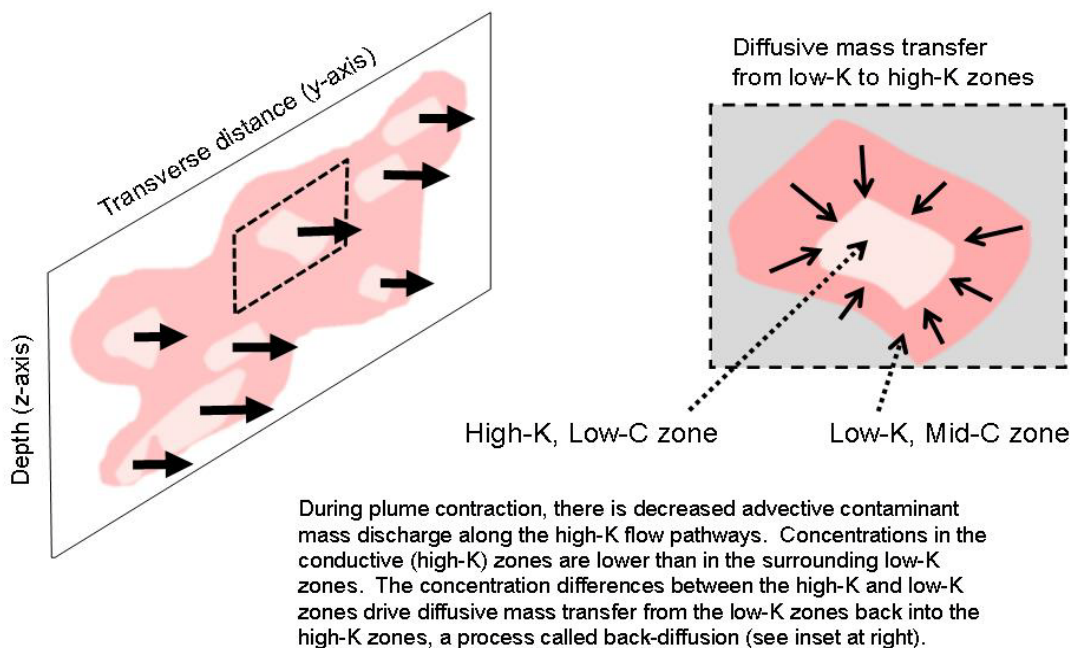 Transverse distance (y-axis)
Depth (z-axis)
Diffusive mass transfer
from low-K to high-K zones
High-K, Low-C zone
Low-K, Mid-C zone
During plume contraction, there is decreased advective contaminant
mass discharge along the high-K flow pathways.  Concentrations in the
conductive (high-K) zones are lower than in the surrounding low-K
zones.  The concentration differences between the high-K and low-K
zones drive diffusive mass transfer from the low-K zones back into the
high-K zones, a process called back-diffusion (see inset at right).